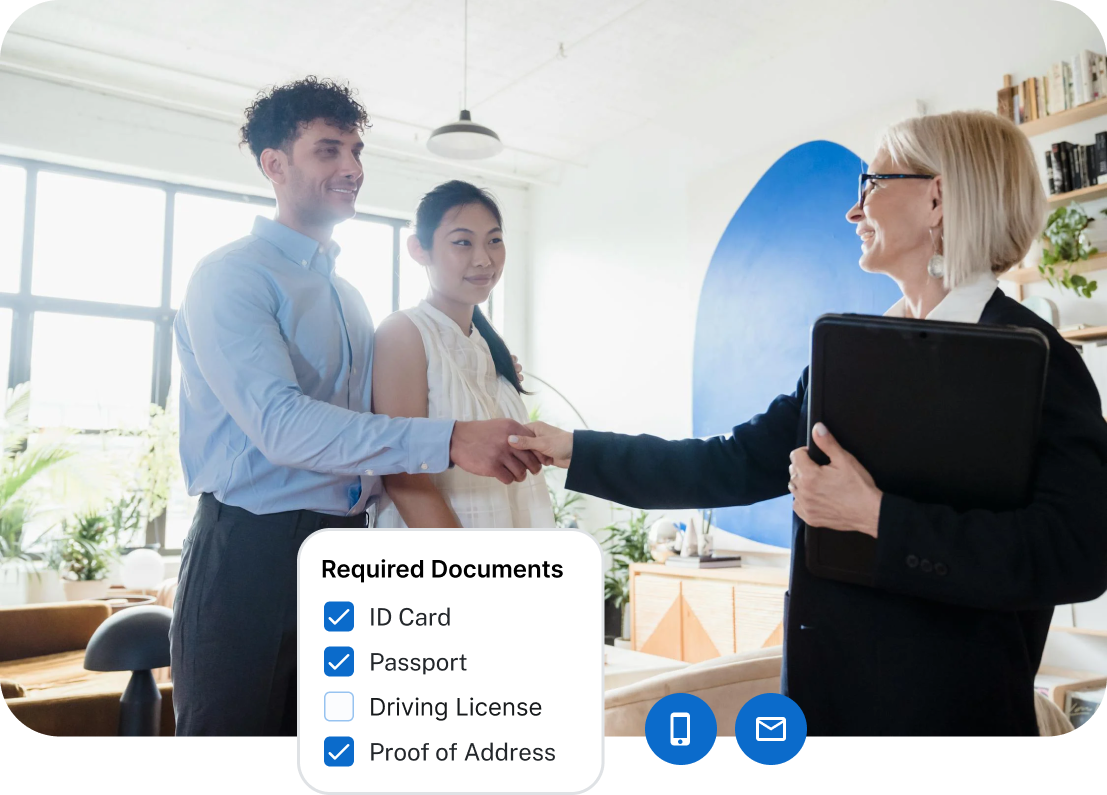 Required Documents
ID Card
Passport
Driving License
Proof of Address